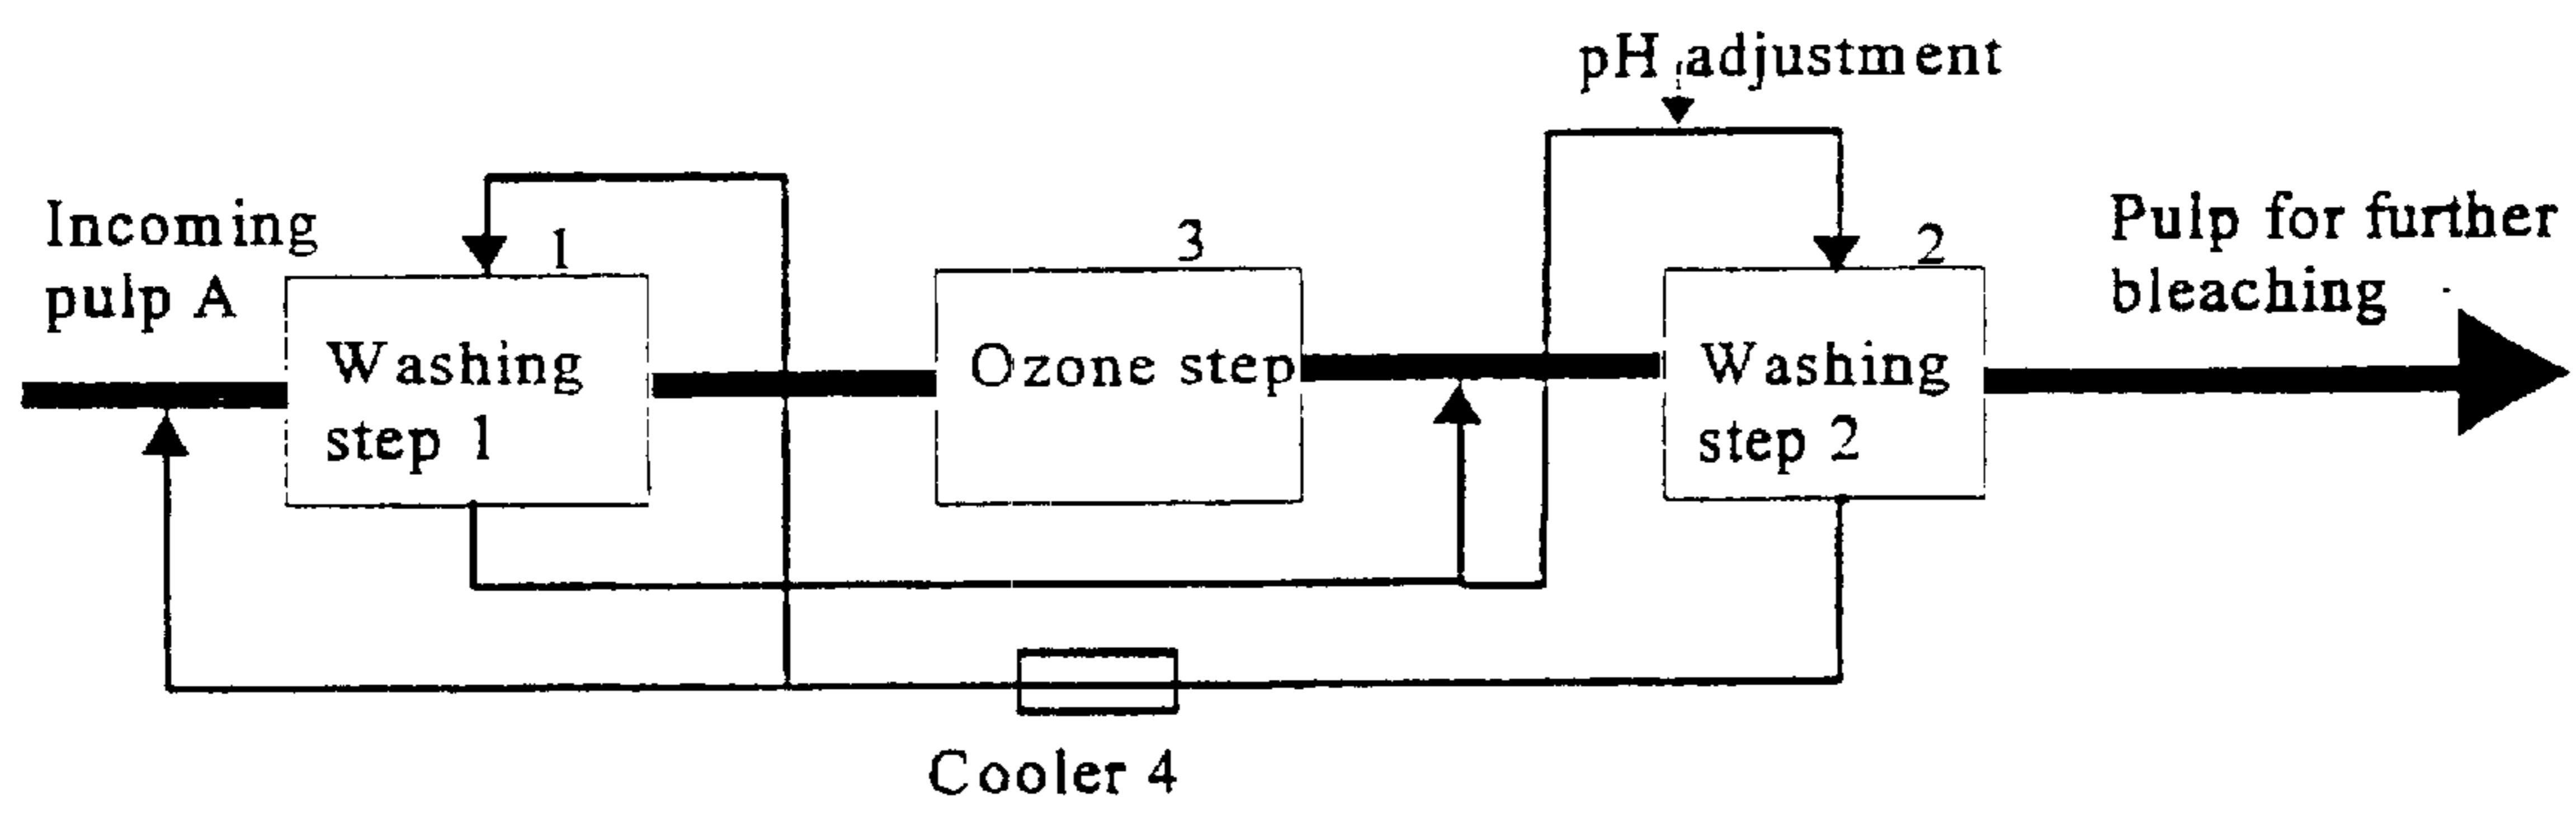 pH adjustment
Incoming
pulp A
1
3
2
Pulp for further
bleaching
Washing
step 1
Ozone step
Washing
step 2
Cooler 4